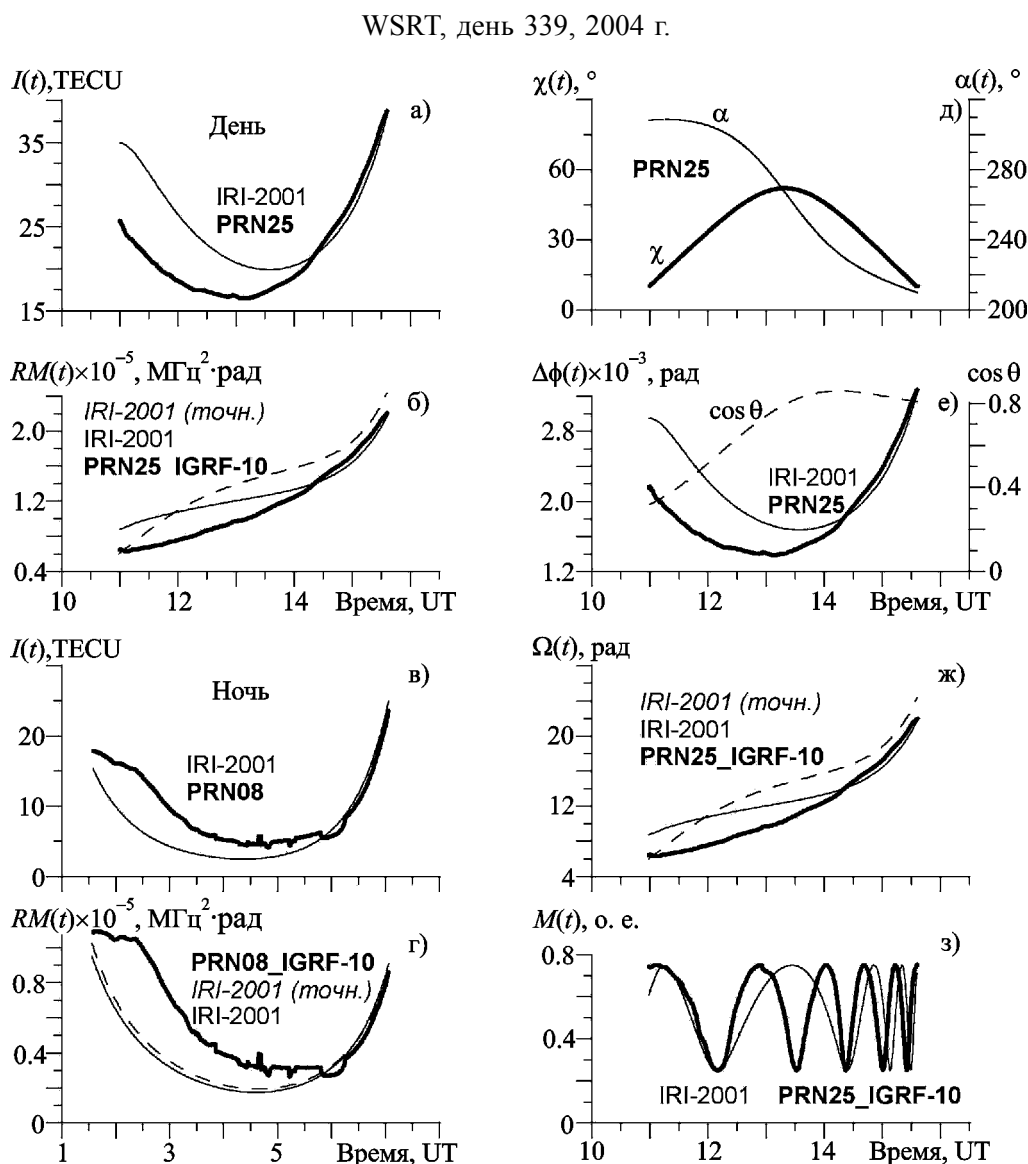 WSRT, день 339, 2004 г.
I(t),TECU
а)
День
35
IRI-2001
PRN25
25
15
χ(t), °
α(t), °
д)
α
60
PRN25
280
30
χ
240
0
200
10
12
14
RM(t)×10⁻⁵, МГц²·рад
б)
IRI-2001 (точн.)
2.0
IRI-2001
PRN25 IGRF-10
1.2
0.4
10
12
14
Время, UT
Δϕ(t)×10⁻³, рад
cos θ
е)
cos θ
0.8
2.8
IRI-2001
PRN25
0.4
2.0
1.2
0
10
12
14
Время, UT
I(t),TECU
в)
Ночь
20
IRI-2001
PRN08
10
0
Ω(t), рад
ж)
IRI-2001 (точн.)
20
IRI-2001
PRN25_IGRF-10
12
4
RM(t)×10⁻⁵, МГц²·рад
г)
PRN08_IGRF-10
0.8
IRI-2001 (точн.)
IRI-2001
0.4
0
1
3
5
Время, UT
M(t), о. е.
з)
0.8
0.4
IRI-2001
PRN25_IGRF-10
0
10
12
14
Время, UT